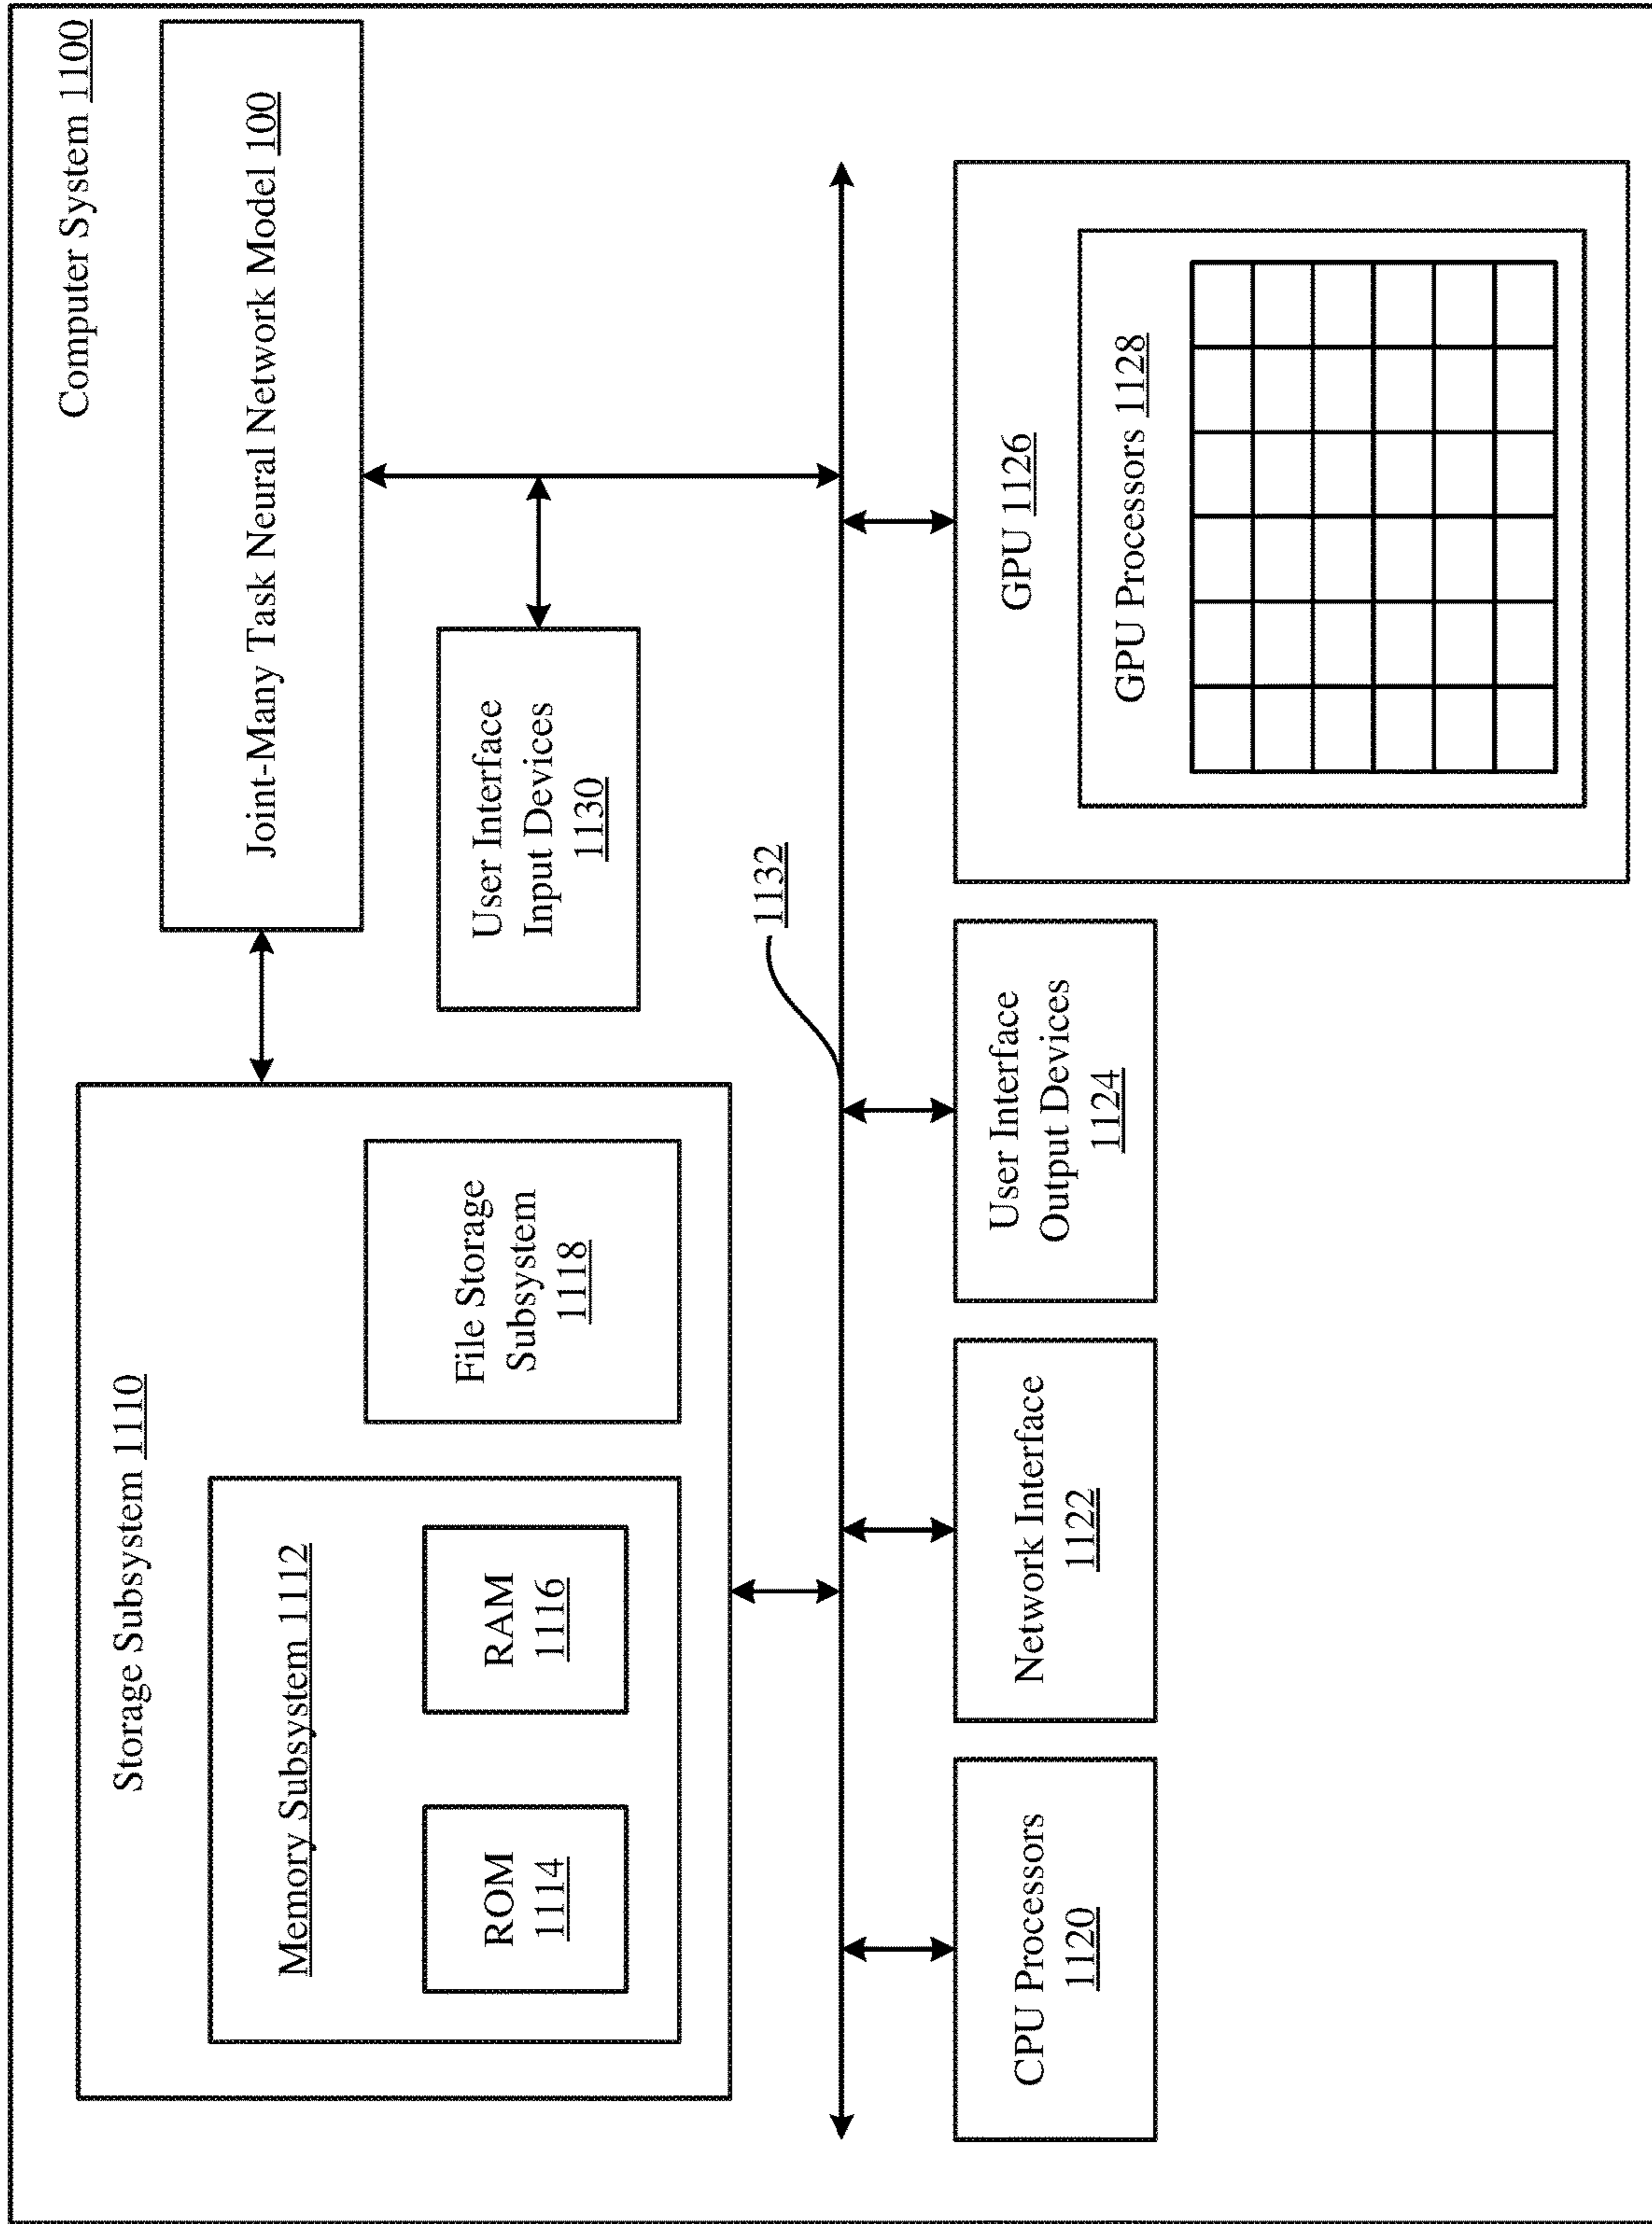 Computer System 1100
Storage Subsystem 1110
Joint-Many Task Neural Network Model 100
Memory Subsystem 1112
ROM
1114
RAM
1116
File Storage
Subsystem
1118
User Interface
Input Devices
1130
1132
CPU Processors
1120
Network Interface
1122
User Interface
Output Devices
1124
GPU 1126
GPU Processors 1128